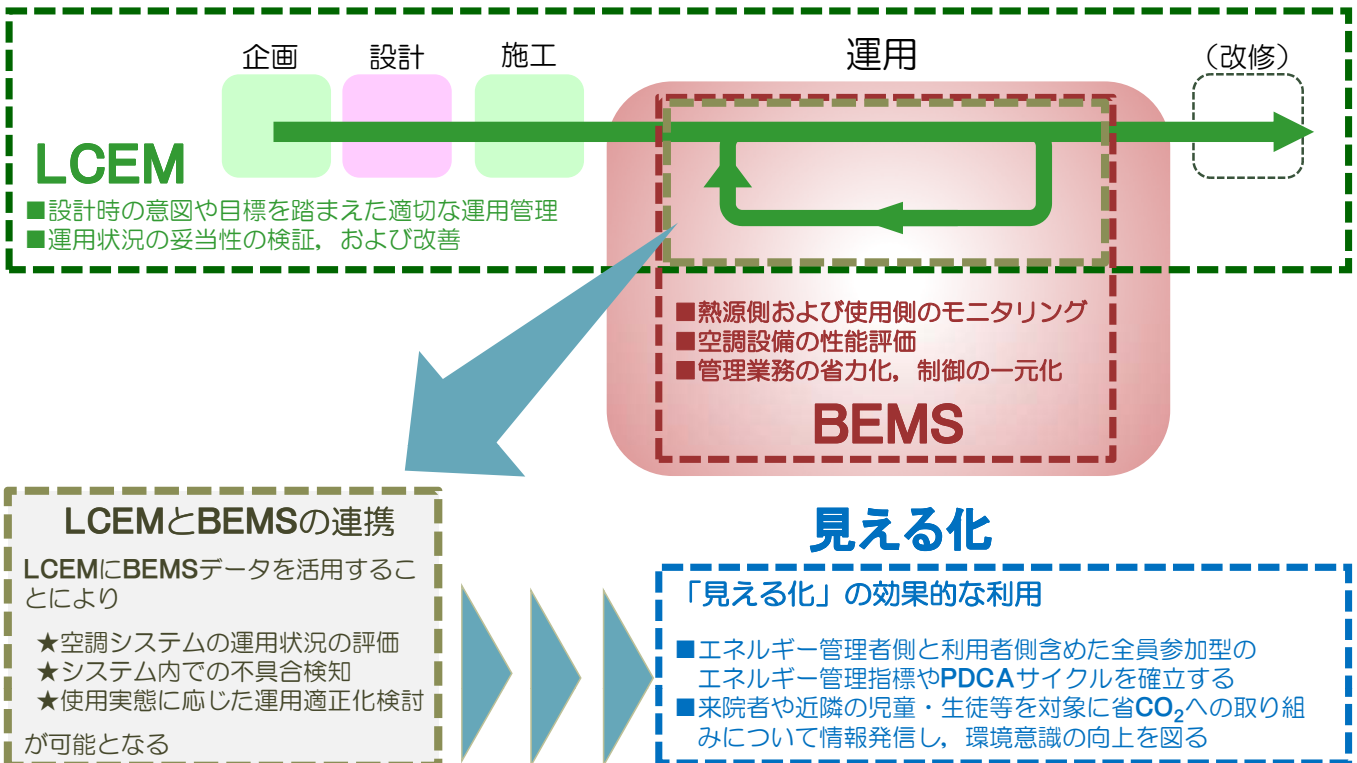 企画
設計
施工
運用
（改修）
LCEM
■設計時の意図や目標を踏まえた適切な運用管理
■運用状況の妥当性の検証，および改善
■熱源側および使用側のモニタリング
■空調設備の性能評価
■管理業務の省力化，制御の一元化
BEMS
LCEMとBEMSの連携
LCEMにBEMSデータを活用するこ
とにより
★空調システムの運用状況の評価
★システム内での不具合検知
★使用実態に応じた運用適正化検討
が可能となる
見える化
「見える化」の効果的な利用
■エネルギー管理者側と利用者側含めた全員参加型の
エネルギー管理指標やPDCAサイクルを確立する
■来院者や近隣の児童・生徒等を対象に省CO₂への取り組
みについて情報発信し，環境意識の向上を図る